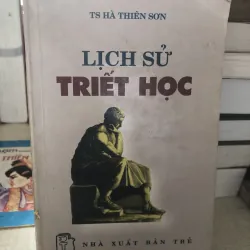 TS HÀ THIÊN SƠN
LỊCH SỬ
TRIẾT HỌC
NHÀ XUẤT BẢN TRẺ